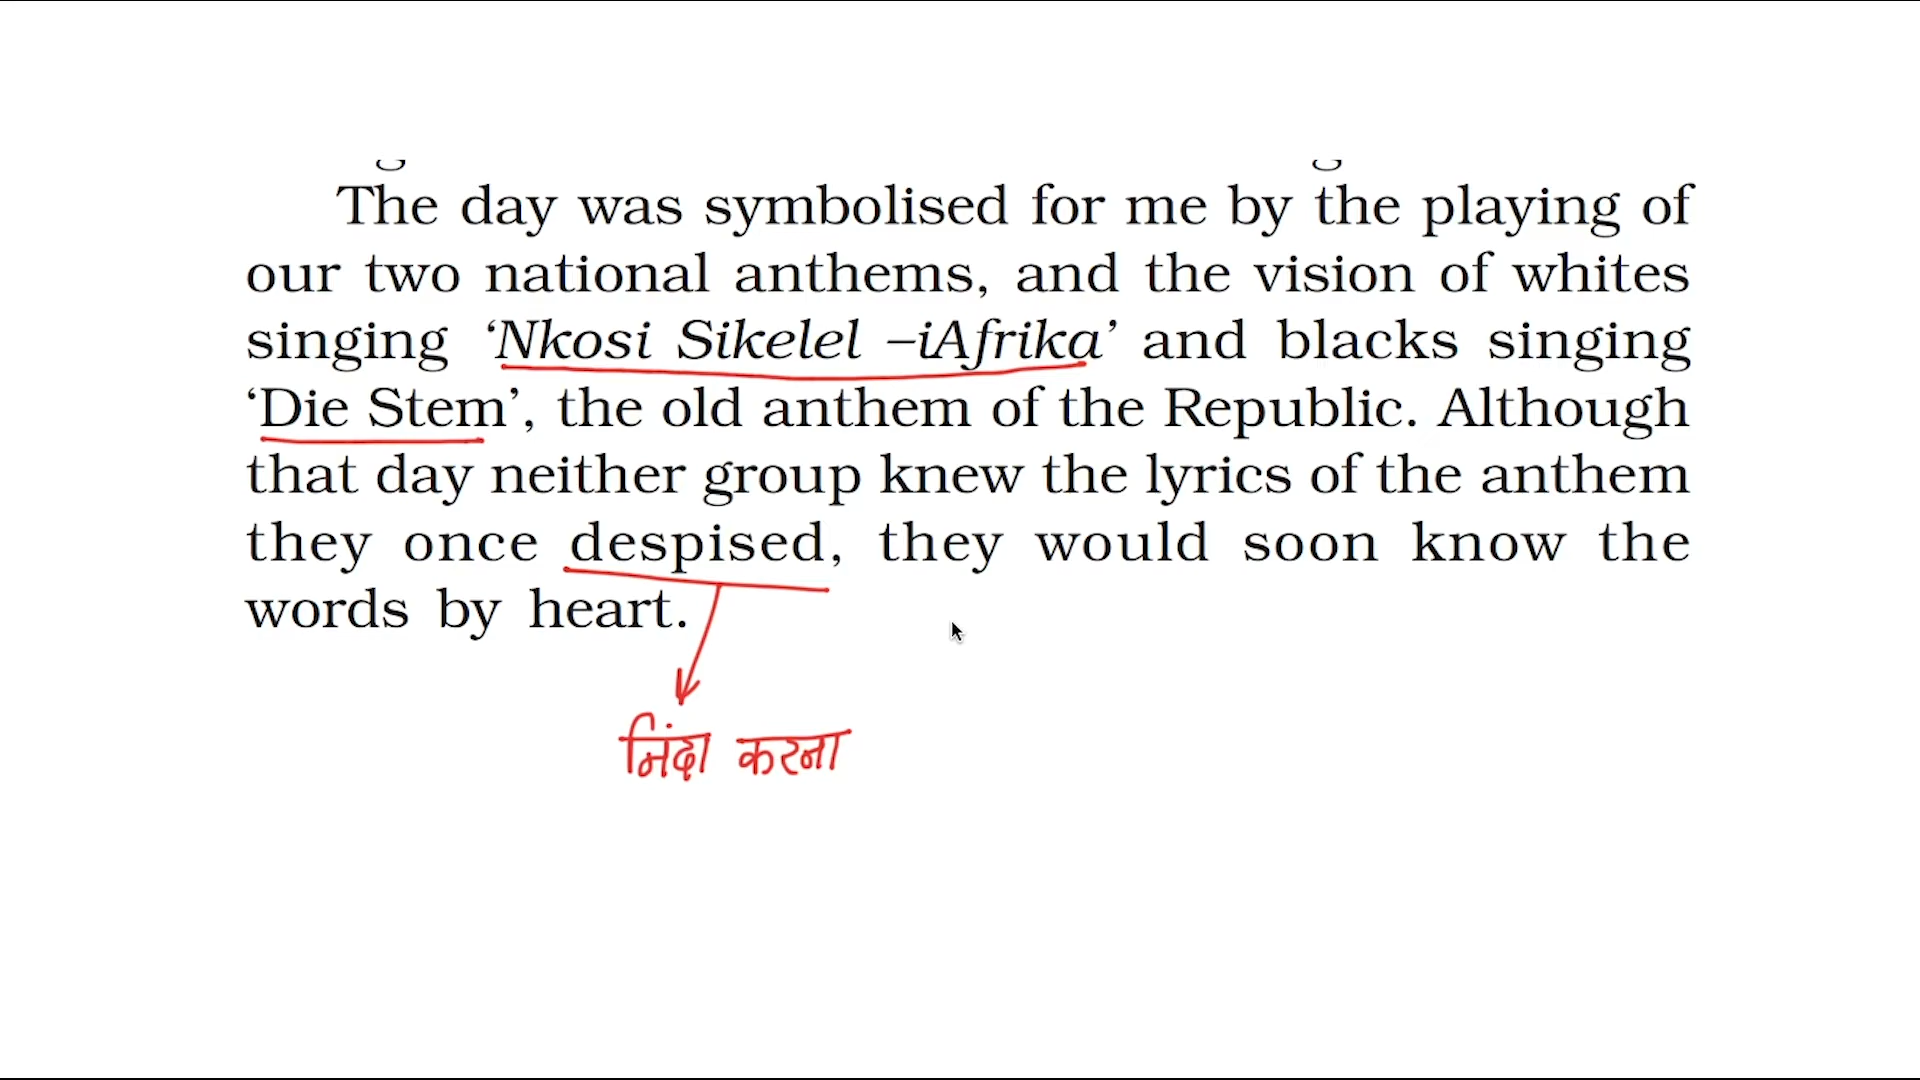 The day was symbolised for me by the playing of
our two national anthems, and the vision of whites
singing ‘Nkosi Sikelel –iAfrika’ and blacks singing
‘Die Stem’, the old anthem of the Republic. Although
that day neither group knew the lyrics of the anthem
they once despised, they would soon know the
words by heart.
निंदा करना